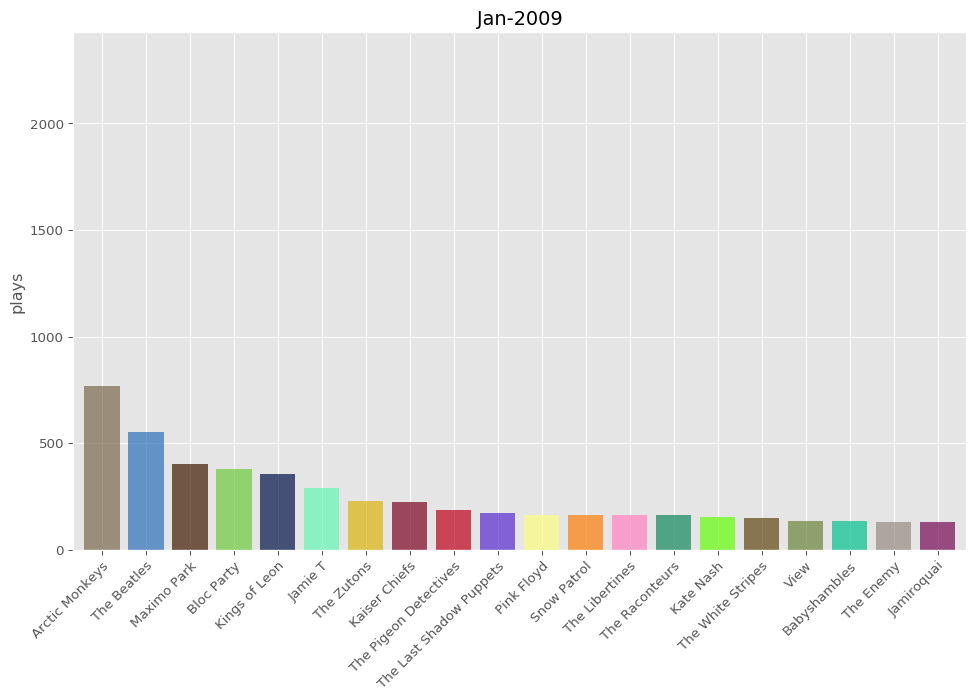 Jan-2009
2000
1500
1000
500
0
plays
Arctic Monkeys
The Beatles
Maximo Park
Bloc Party
Kings of Leon
Jamie T
The Zutons
Kaiser Chiefs
The Pigeon Detectives
The Last Shadow Puppets
Pink Floyd
Snow Patrol
The Libertines
The Raconteurs
Kate Nash
The White Stripes
View
Babyshambles
The Enemy
Jamiroquai